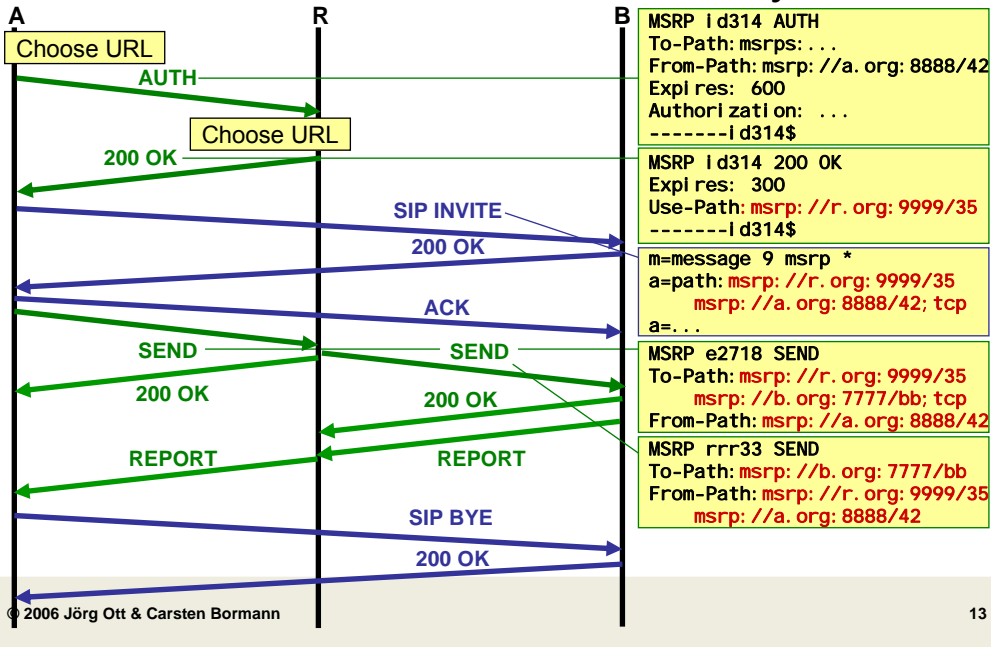 A
R
B
Choose URL
AUTH
Choose URL
200 OK
SIP INVITE
200 OK
ACK
SEND
SEND
200 OK
200 OK
REPORT
REPORT
SIP BYE
200 OK
MSRP id314 AUTH
To-Path:msrps:...
From-Path:msrp://a.org:8888/42
Expires: 600
Authorization: ...
-------id314$
MSRP id314 200 OK
Expires: 300
Use-Path:msrp://r.org:9999/35
-------id314$
m=message 9 msrp *
a=path:msrp://r.org:9999/35
msrp://a.org:8888/42;tcp
a=...
MSRP e2718 SEND
To-Path:msrp://r.org:9999/35
msrp://b.org:7777/bb;tcp
From-Path:msrp://a.org:8888/42
MSRP rrr33 SEND
To-Path:msrp://b.org:7777/bb
From-Path:msrp://r.org:9999/35
msrp://a.org:8888/42
© 2006 Jörg Ott & Carsten Bormann
13